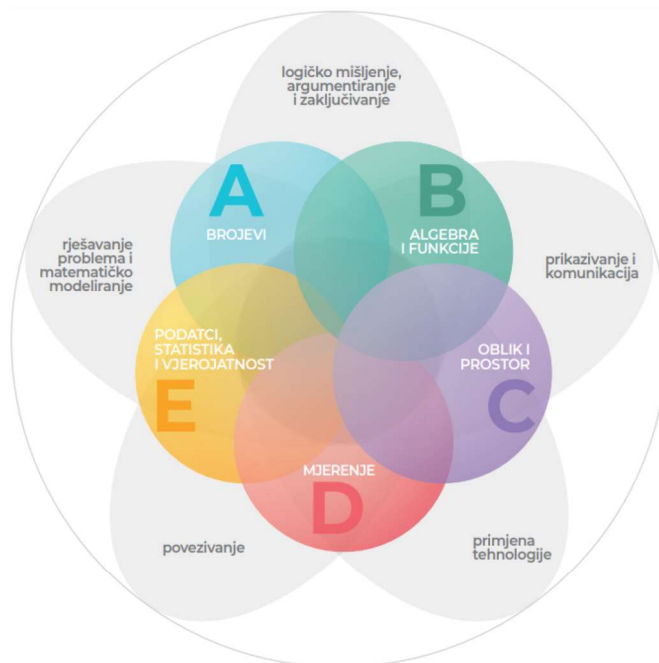 logičko mišljenje,
argumentiranje
i zaključivanje
A
BROJEVI
B
ALGEBRA
I FUNKCIJE
rješavanje
problema i
matematičko
modeliranje
prikazivanje i
komunikacija
PODATCI,
STATISTIKA
I VJEROJATNOST
E
OBLIK I
PROSTOR
C
MJERENJE
D
povezivanje
primjena
tehnologije